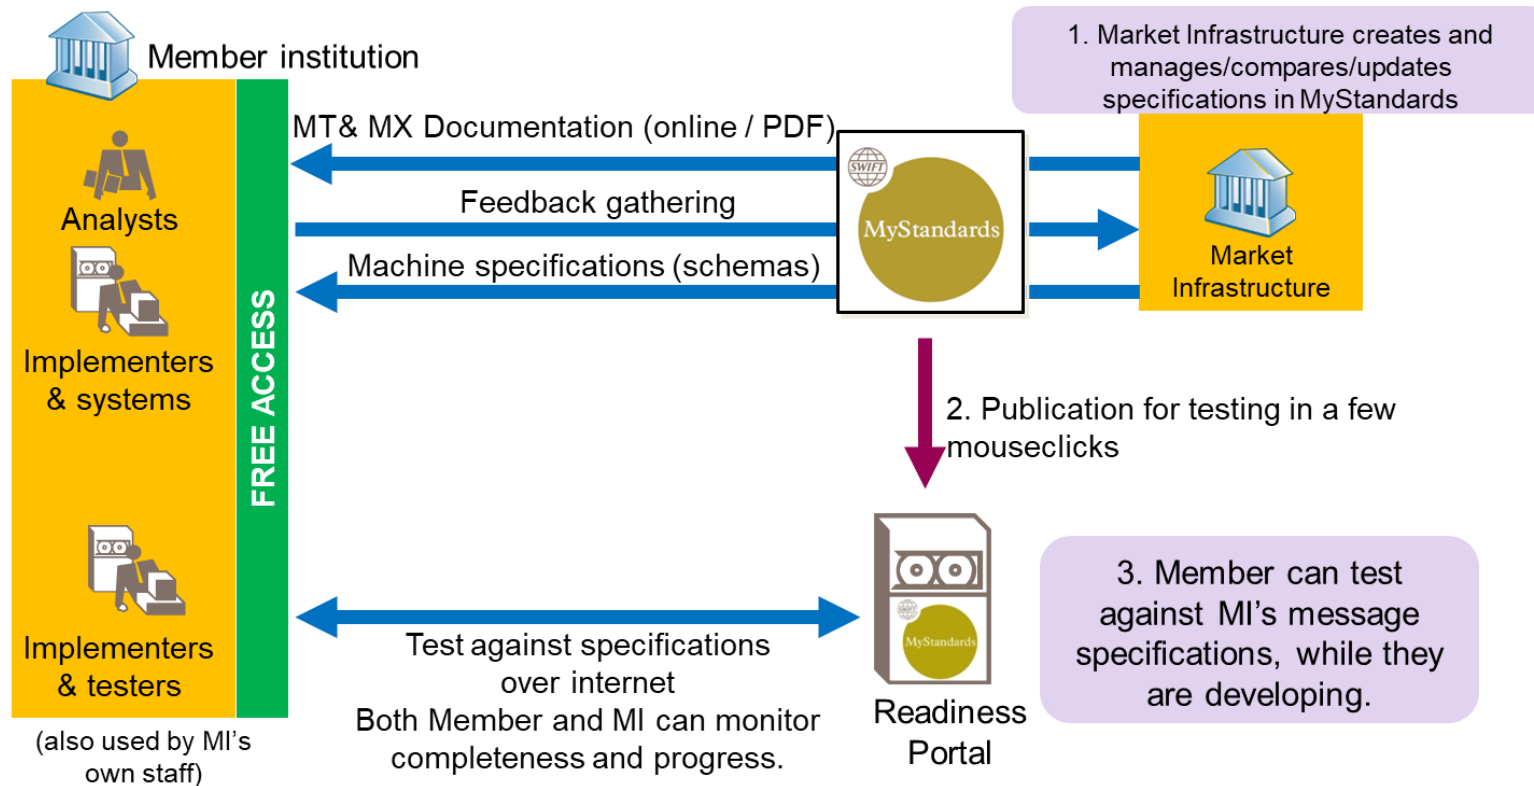 Member institution
1. Market Infrastructure creates and
manages/compares/updates
specifications in MyStandards
MT& MX Documentation (online / PDF)
SWIFT
MyStandards
Feedback gathering
Machine specifications (schemas)
Market
Infrastructure
Analysts
Implementers
& systems
FREE ACCESS
2. Publication for testing in a few
mouseclicks
Implementers
& testers
(also used by MI’s
own staff)
Test against specifications
over internet
Both Member and MI can monitor
completeness and progress.
SWIFT
MyStandards
Readiness
Portal
3. Member can test
against MI’s message
specifications, while they
are developing.